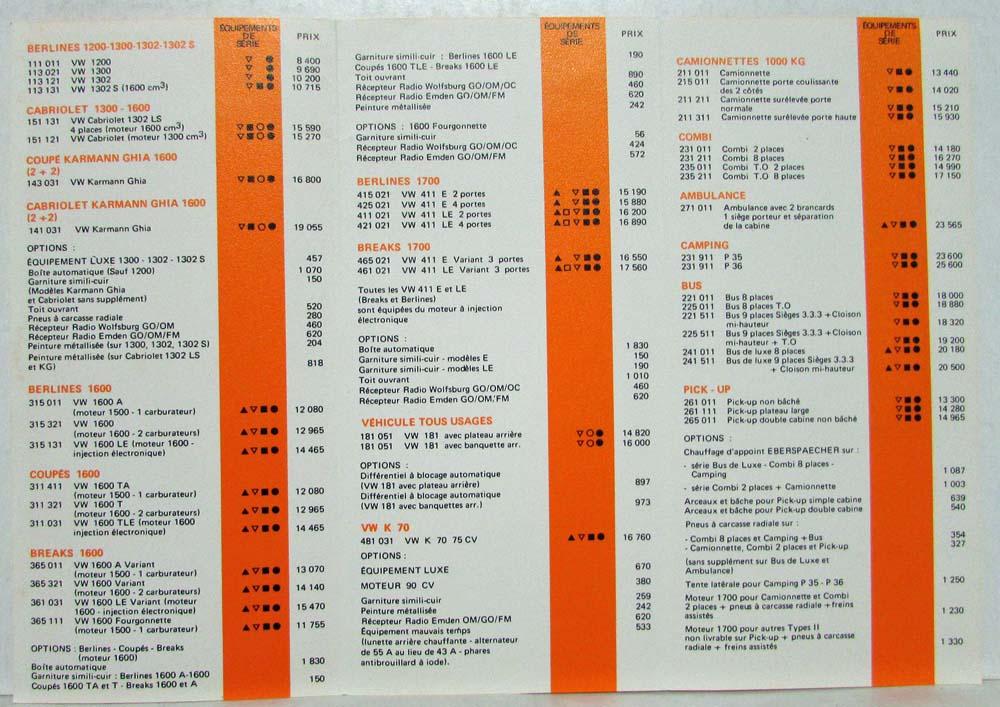 ÉQUIPEMENTS DE SÉRIE
PRIX
BERLINES 1200-1300-1302-1302 S
111 011 VW 1200 ▽ ● 8 400
113 021 VW 1300 ▽ ● 9 690
113 121 VW 1302 ▽ ● 10 200
113 131 VW 1302 S (1600 cm3) ▽ ■ ● 10 715
CABRIOLET 1300 - 1600
151 131 VW Cabriolet 1302 LS
4 places (moteur 1600 cm3) ▽ ■ ○ ● 15 590
151 121 VW Cabriolet (moteur 1300 cm3) ▽ ■ ○ ● 15 270
COUPÉ KARMANN GHIA 1600
(2 + 2)
143 031 VW Karmann Ghia ▽ ■ ○ ● 16 800
CABRIOLET KARMANN GHIA 1600
(2 +2)
141 031 VW Karmann Ghia ▽ ■ ○ ● 19 055
OPTIONS :
ÉQUIPEMENT LUXE 1300 - 1302 - 1302 S 457
Boîte automatique (Sauf 1200) 1 070
Garniture simili-cuir 150
(Modèles Karmann Ghia
et Cabriolet sans supplément)
Toit ouvrant 520
Pneus à carcasse radiale 280
Récepteur Radio Wolfsburg GO/OM 460
Récepteur Radio Emden GO/OM/FM 620
Peinture métallisée (sur 1300, 1302, 1302 S) 204
Peinture métallisée (sur Cabriolet 1302 LS
et KG) 818
BERLINES 1600
315 011 VW 1600 A
(moteur 1500 - 1 carburateur) ▲ ▽ ■ ● 12 080
315 321 VW 1600
(moteur 1600 - 2 carburateurs) ▲ ▽ ■ ● 12 965
315 131 VW 1600 LE (moteur 1600 -
injection électronique) ▲ ▽ ■ ● 14 465
COUPÉS 1600
311 411 VW 1600 TA
(moteur 1500 - 1 carburateur) ▲ ▽ ■ ● 12 080
311 321 VW 1600 T
(moteur 1600 - 2 carburateurs) ▲ ▽ ■ ● 12 965
311 031 VW 1600 TLE (moteur 1600
injection électronique) ▲ ▽ ■ ● 14 465
BREAKS 1600
365 011 VW 1600 A Variant
(moteur 1500 - 1 carburateur) ▲ ▽ ■ ● 13 070
365 321 VW 1600 Variant
(moteur 1600 - 2 carburateurs) ▲ ▽ ■ ● 14 140
361 031 VW 1600 LE Variant (moteur
1600 - injection électronique) ▲ ▽ ■ ● 15 470
365 111 VW 1600 Fourgonnette
(moteur 1500 - 1 carburateur) ▲ ▽ ■ ● 11 755
OPTIONS : Berlines - Coupés - Breaks
(moteur 1600)
Boîte automatique 1 830
Garniture simili-cuir : Berlines 1600 A-1600
Coupés 1600 TA et T - Breaks 1600 et A 150
ÉQUIPEMENTS DE SÉRIE
PRIX
Garniture simili-cuir : Berlines 1600 LE 190
Coupés 1600 TLE - Breaks 1600 LE
Toit ouvrant 890
Récepteur Radio Wolfsburg GO/OM/OC 460
Récepteur Radio Emden GO/OM/FM 620
Peinture métallisée 242
OPTIONS : 1600 Fourgonnette
Garniture simili-cuir 56
Récepteur Radio Wolfsburg GO/OM/OC 424
Récepteur Radio Emden GO/OM/FM 572
BERLINES 1700
415 021 VW 411 E 2 portes ▲ ▽ ■ ● 15 190
425 021 VW 411 E 4 portes ▲ ▽ ■ ● 15 880
411 021 VW 411 LE 2 portes ▲ □ ▽ ■ ● 16 200
421 021 VW 411 LE 4 portes ▲ □ ▽ ■ ● 16 890
BREAKS 1700
465 021 VW 411 E Variant 3 portes ▲ ▽ ■ ● 16 550
461 021 VW 411 LE Variant 3 portes ▲ □ ▽ ■ ● 17 560
Toutes les VW 411 E et LE
(Breaks et Berlines)
sont équipées du moteur à injection
électronique
OPTIONS :
Boîte automatique 1 830
Garniture simili-cuir - modèles E 150
Garniture simili-cuir - modèles LE 190
Toit ouvrant 1 010
Récepteur Radio Wolfsburg GO/OM/OC 460
Récepteur Radio Emden GO/OM/FM 620
VÉHICULE TOUS USAGES
181 051 VW 181 avec plateau arrière ▽ ○ ● 14 820
181 051 VW 181 avec banquette arr. ▽ ○ ● 16 000
OPTIONS :
Différentiel à blocage automatique
(VW 181 avec plateau arrière) 897
Différentiel à blocage automatique
(VW 181 avec banquettes arr.) 973
VW K 70
481 031 VW K 70 75 CV ▲ ▽ ■ ● 16 760
OPTIONS :
ÉQUIPEMENT LUXE 670
MOTEUR 90 CV 380
Garniture simili-cuir 259
Peinture métallisée 242
Récepteur Radio Emden OM/GO/FM 620
Équipement mauvais temps 533
(lunette arrière chauffante - alternateur
de 55 A au lieu de 43 A - phares
antibrouillard à iode).
ÉQUIPEMENTS DE SÉRIE
PRIX
CAMIONNETTES 1000 KG
211 011 Camionnette ▽ ■ ● 13 440
215 011 Camionnette porte coulissante
des 2 côtés ▽ ■ ● 14 020
211 211 Camionnette surélevée porte
normale ▽ ■ ● 15 210
211 311 Camionnette surélevée porte haute ▽ ■ ● 15 930
COMBI
231 011 Combi 2 places ▽ ■ ● 14 180
231 211 Combi 8 places ▽ ■ ● 16 270
235 011 Combi T.O 2 places ▽ ■ ● 14 990
235 211 Combi T.O 8 places ▽ ■ ● 17 150
AMBULANCE
271 011 Ambulance avec 2 brancards
1 siège porteur et séparation
de la cabine ▲ ▽ ■ ● 23 565
CAMPING
231 911 P 35 ▽ ■ ● 23 600
231 911 P 36 ▽ ■ ● 25 600
BUS
221 011 Bus 8 places ▽ ■ ● 18 000
225 011 Bus 8 places T.O ▽ ■ ● 18 880
221 511 Bus 9 places Sièges 3.3.3 + Cloison
mi-hauteur ▽ ■ ● 18 320
225 511 Bus 9 places Sièges 3.3.3 + Cloison
mi-hauteur + T.O ▽ ■ ● 19 200
241 011 Bus de luxe 8 places ▲ ▽ ■ ● 20 180
241 511 Bus de luxe 9 places Sièges 3.3.3
+ Cloison mi-hauteur ▲ ▽ ■ ● 20 500
PICK - UP
261 011 Pick-up non bâché ▽ ■ ● 13 300
261 111 Pick-up plateau large ▽ ■ ● 14 280
265 011 Pick-up double cabine non bâché ▽ ■ ● 14 965
OPTIONS :
Chauffage d'appoint EBERSPAECHER sur :
- série Bus de Luxe - Combi 8 places -
Camping 1 087
- série Combi 2 places + Camionnette 1 003
Arceaux et bâche pour Pick-up simple cabine 639
Arceaux et bâche pour Pick-up double cabine 540
Pneus à carcasse radiale sur :
- Combi 8 places et Camping + Bus 354
- Camionnette, Combi 2 places et Pick-up 327
(sans supplément sur Bus de Luxe et
Ambulance)
Tente latérale pour Camping P 35 - P 36 1 250
Moteur 1700 pour Camionnette et Combi
2 places + pneus à carcasse radiale + freins
assistés 1 230
Moteur 1700 pour autres Types II
non livrable sur Pick-up + pneus à carcasse
radiale + freins assistés 1 330